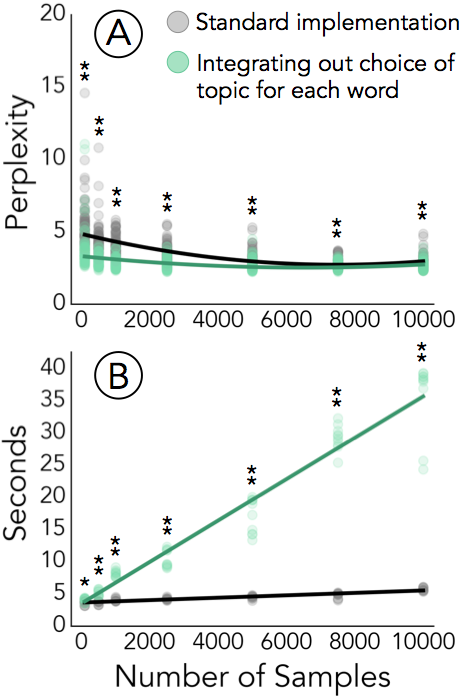 20
A
Standard implementation
Integrating out choice of
topic for each word
15
10
5
0
Perplexity
**
**
**
**
**
**
**
0 2000 4000 6000 8000 10000
B
40
35
30
25
20
15
10
5
0
Seconds
*
**
**
**
**
**
**
0 2000 4000 6000 8000 10000
Number of Samples